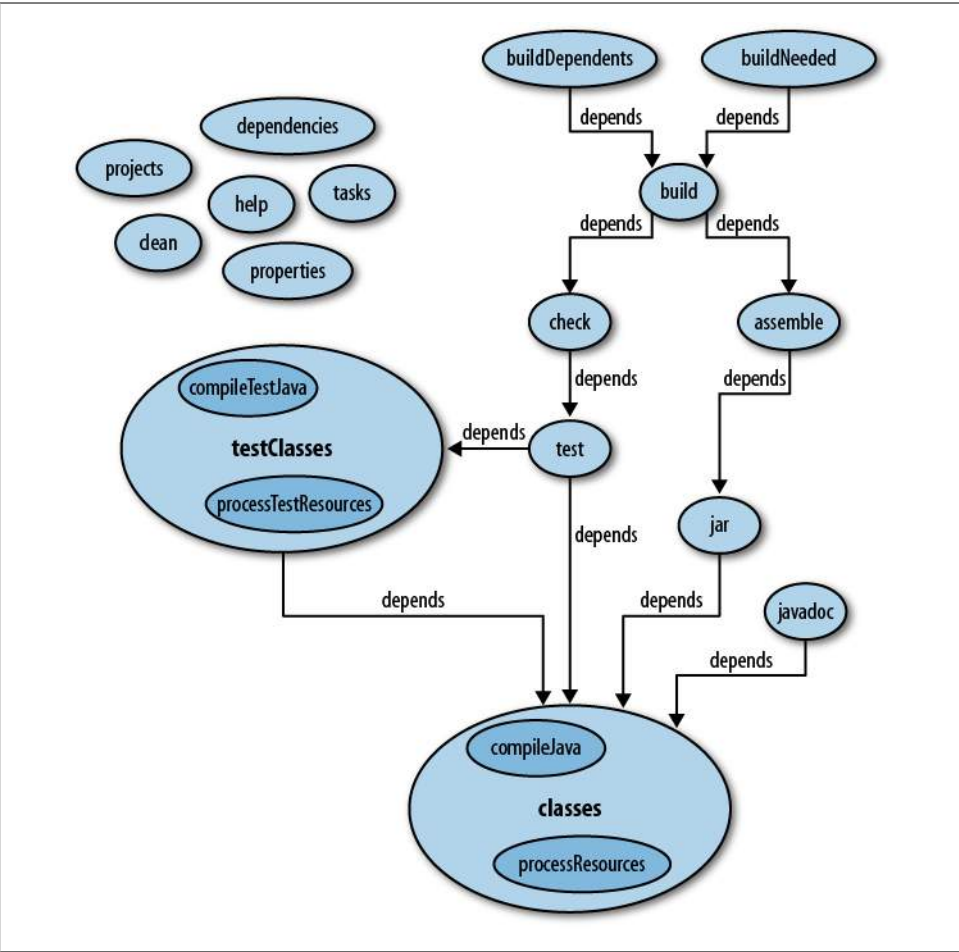 buildDependents
buildNeeded
depends
depends
dependencies
projects
tasks
help
build
clean
depends
depends
properties
check
assemble
depends
depends
compileTestJava
testClasses
depends
test
processTestResources
jar
depends
depends
depends
javadoc
depends
compileJava
classes
processResources